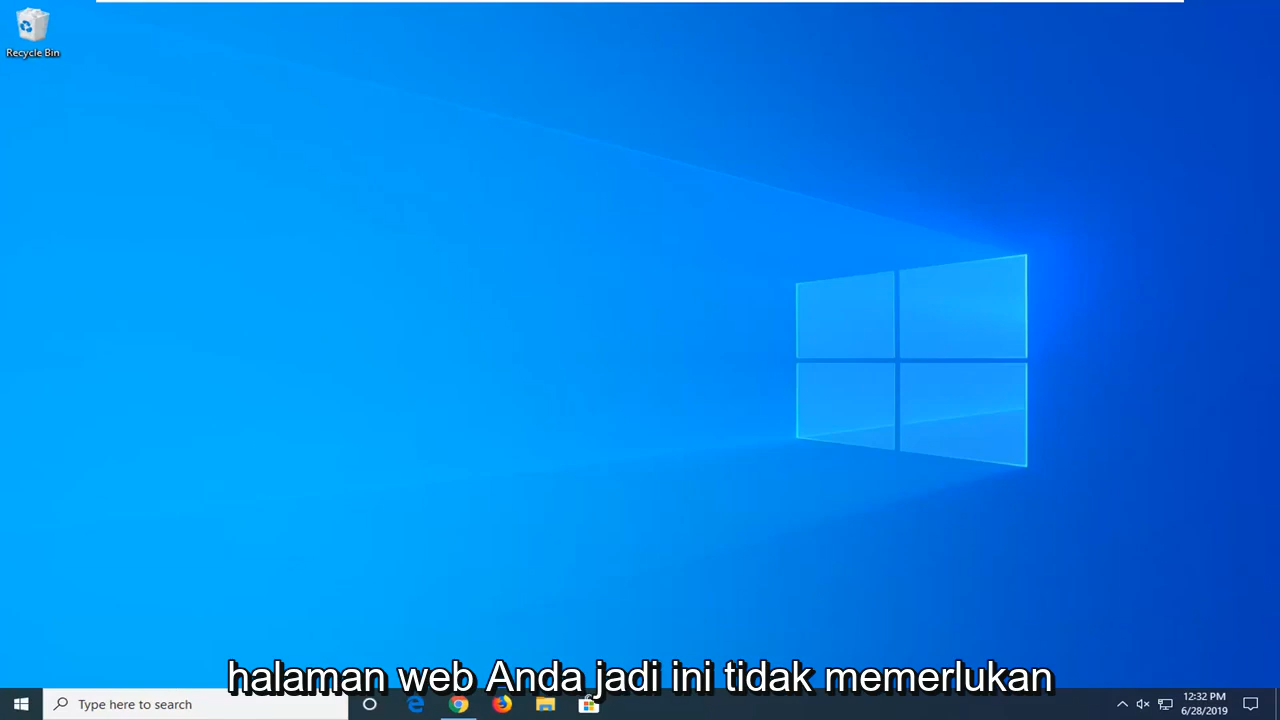 Recycle Bin
halaman web Anda jadi ini tidak memerlukan
Type here to search
12:32 PM
6/28/2019